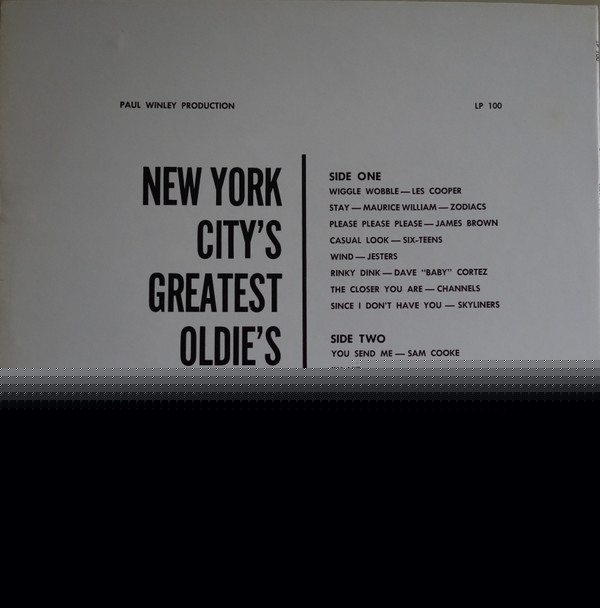 PAUL WINLEY PRODUCTION
LP 100
NEW YORK
CITY'S
GREATEST
OLDIE'S
SIDE ONE
WIGGLE WOBBLE — LES COOPER
STAY — MAURICE WILLIAM — ZODIACS
PLEASE PLEASE PLEASE — JAMES BROWN
CASUAL LOOK — SIX-TEENS
WIND — JESTERS
RINKY DINK — DAVE "BABY" CORTEZ
THE CLOSER YOU ARE — CHANNELS
SINCE I DON'T HAVE YOU — SKYLINERS
SIDE TWO
YOU SEND ME — SAM COOKE